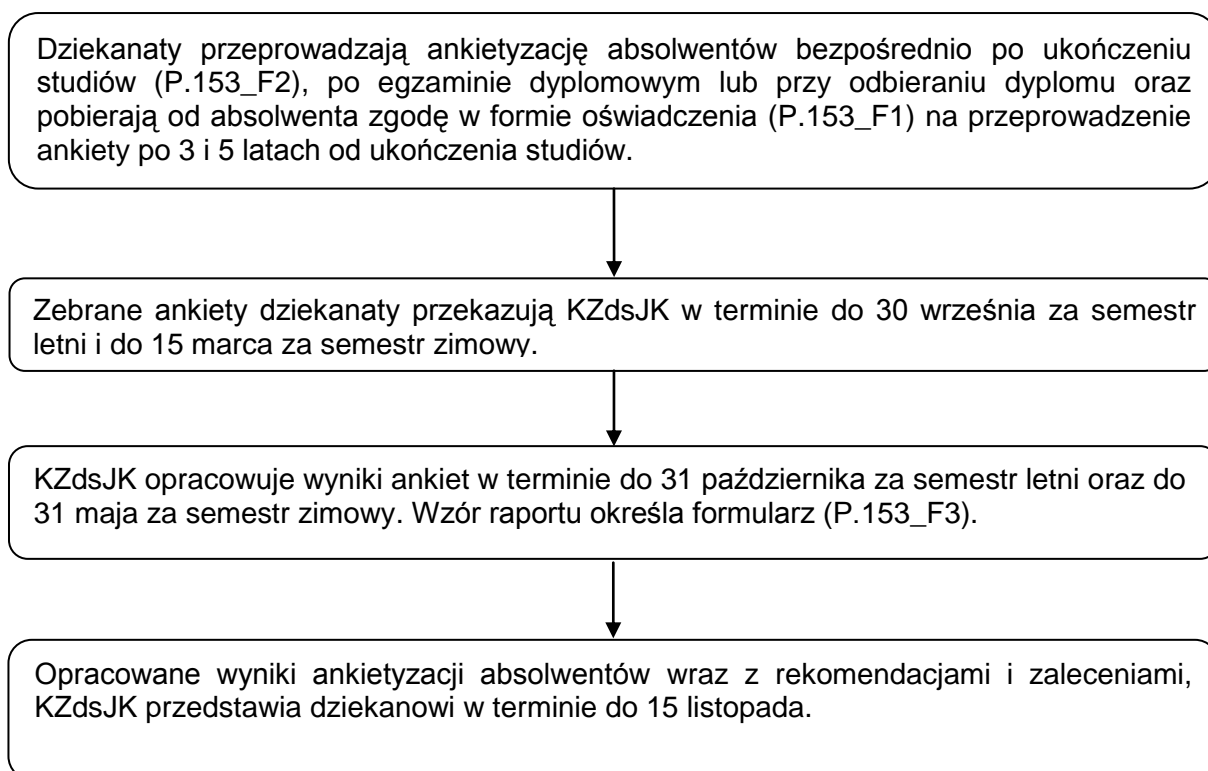 Dziekanaty przeprowadzają ankietyzację absolwentów bezpośrednio po ukończeniu
studiów (P.153_F2), po egzaminie dyplomowym lub przy odbieraniu dyplomu oraz
pobierają od absolwenta zgodę w formie oświadczenia (P.153_F1) na przeprowadzenie
ankiety po 3 i 5 latach od ukończenia studiów.
Zebrane ankiety dziekanaty przekazują KZdsJK w terminie do 30 września za semestr
letni i do 15 marca za semestr zimowy.
KZdsJK opracowuje wyniki ankiet w terminie do 31 października za semestr letni oraz do
31 maja za semestr zimowy. Wzór raportu określa formularz (P.153_F3).
Opracowane wyniki ankietyzacji absolwentów wraz z rekomendacjami i zaleceniami,
KZdsJK przedstawia dziekanowi w terminie do 15 listopada.